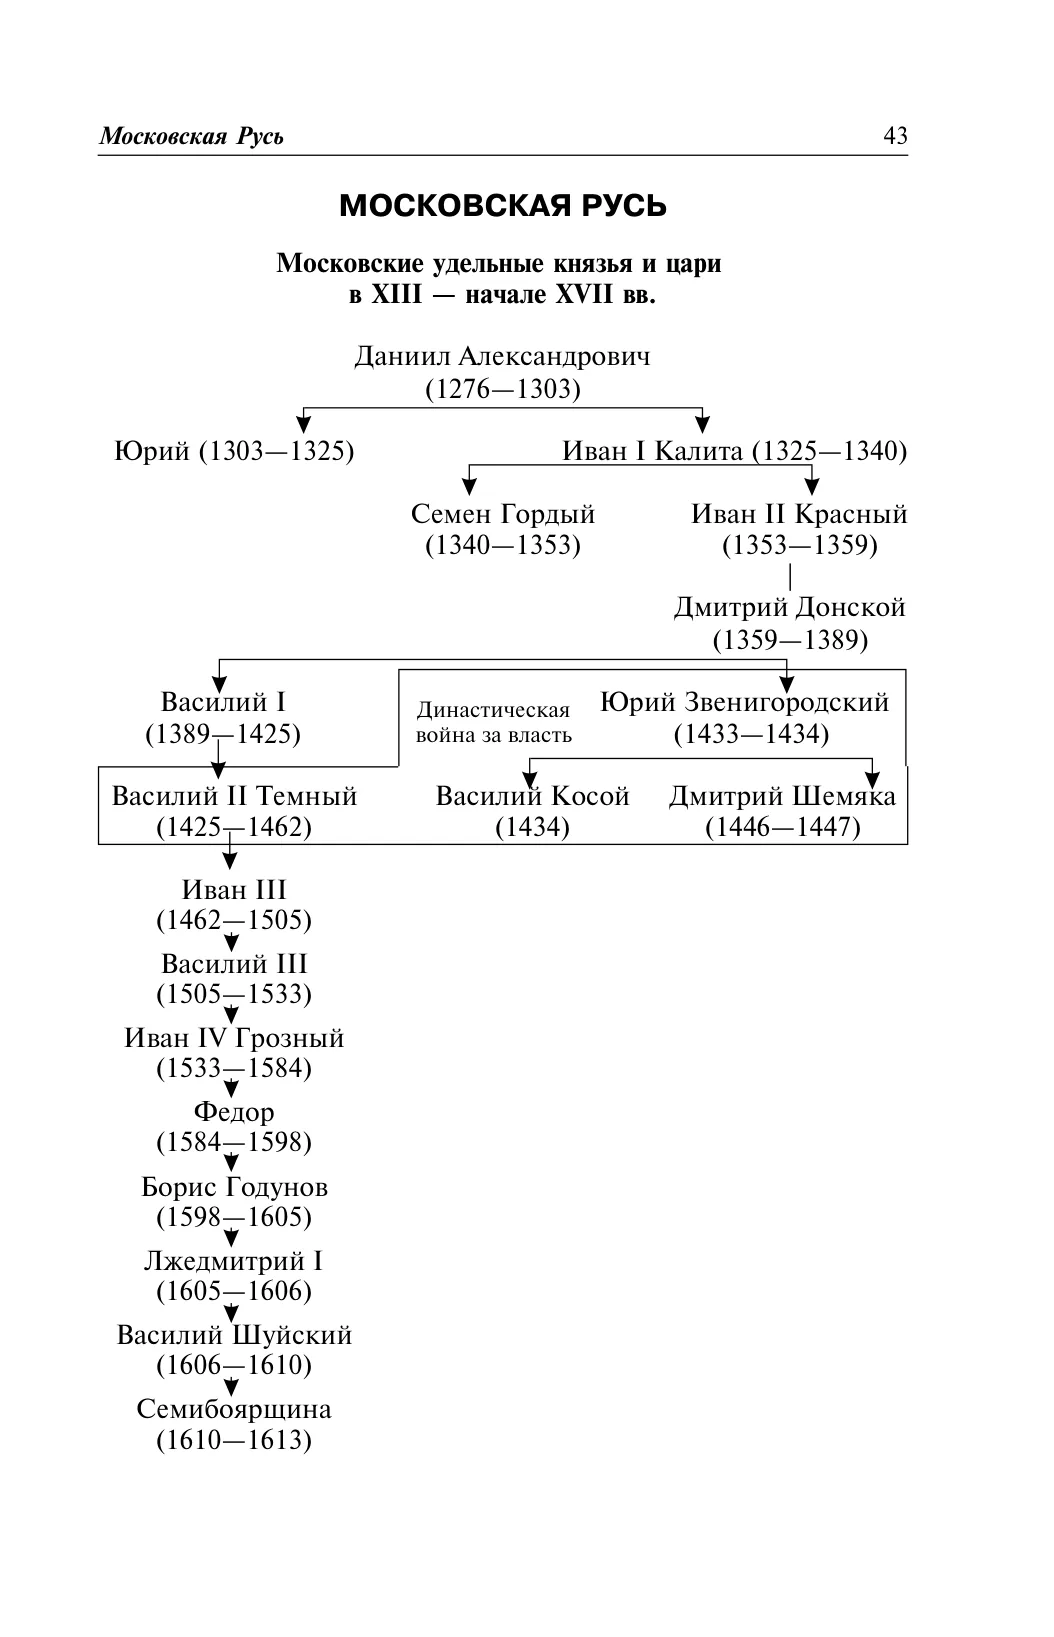 Московская Русь 43
МОСКОВСКАЯ РУСЬ
Московские удельные князья и цари
в XIII — начале XVII вв.
Даниил Александрович
(1276—1303)
Юрий (1303—1325) Иван I Калита (1325—1340)
Семен Гордый Иван II Красный
(1340—1353) (1353—1359)
Дмитрий Донской
(1359—1389)
Василий I
(1389—1425)
Династическая
война за власть
Юрий Звенигородский
(1433—1434)
Василий II Темный Василий Косой Дмитрий Шемяка
(1425—1462) (1434) (1446—1447)
Иван III
(1462—1505)
Василий III
(1505—1533)
Иван IV Грозный
(1533—1584)
Федор
(1584—1598)
Борис Годунов
(1598—1605)
Лжедмитрий I
(1605—1606)
Василий Шуйский
(1606—1610)
Семибоярщина
(1610—1613)